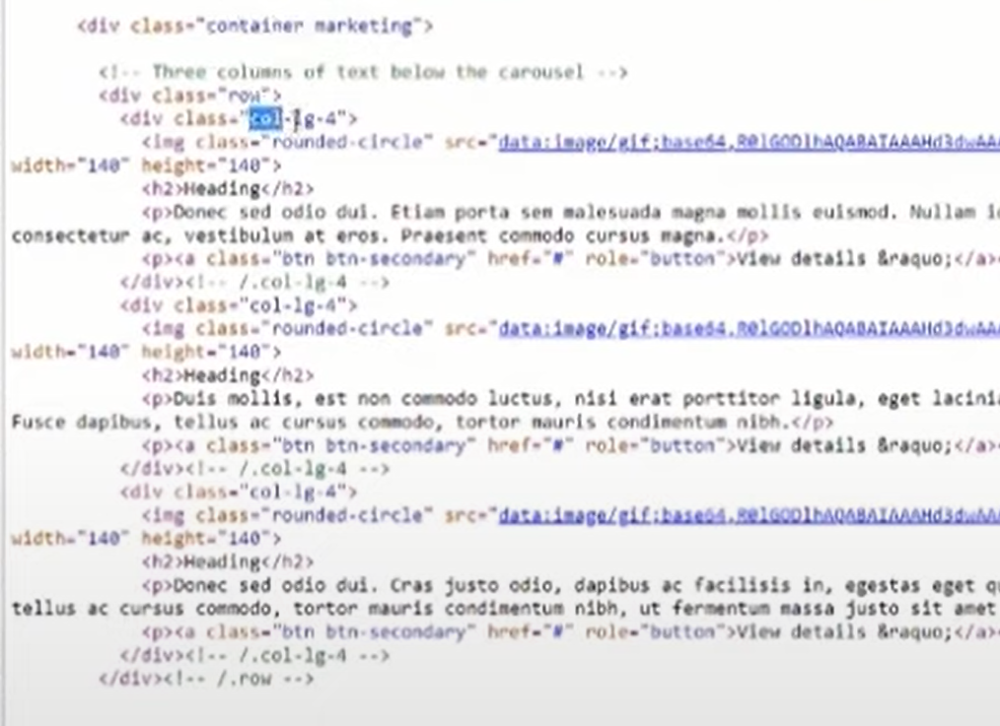 <div class="container marketing">
<!-- Three columns of text below the carousel -->
<div class="row">
<div class="col-lg-4">
<img class="rounded-circle" src="data:image/gif;base64,R0lGODlhAQABAIAAAHd3dwAA
width="140" height="140">
<h2>Heading</h2>
<p>Donec sed odio dui. Etiam porta sem malesuada magna mollis euismod. Nullam
consectetur ac, vestibulum at eros. Praesent commodo cursus magna.</p>
<p><a class="btn btn-secondary" href="#" role="button">View details &raquo;</a>
</div><!-- /.col-lg-4 -->
<div class="col-lg-4">
<img class="rounded-circle" src="data:image/gif;base64,R0lGODlhAQABAIAAAHd3dwAA
width="140" height="140">
<h2>Heading</h2>
<p>Duis mollis, est non commodo luctus, nisi erat porttitor ligula, eget lacini
Fusce dapibus, tellus ac cursus commodo, tortor mauris condimentum nibh.</p>
<p><a class="btn btn-secondary" href="#" role="button">View details &raquo;</a>
</div><!-- /.col-lg-4 -->
<div class="col-lg-4">
<img class="rounded-circle" src="data:image/gif;base64,R0lGODlhAQABAIAAAHd3dwAA
width="140" height="140">
<h2>Heading</h2>
<p>Donec sed odio dui. Cras justo odio, dapibus ac facilisis in, egestas eget
tellus ac cursus commodo, tortor mauris condimentum nibh, ut fermentum massa justo sit amet
<p><a class="btn btn-secondary" href="#" role="button">View details &raquo;</a>
</div><!-- /.col-lg-4 -->
</div><!-- /.row -->